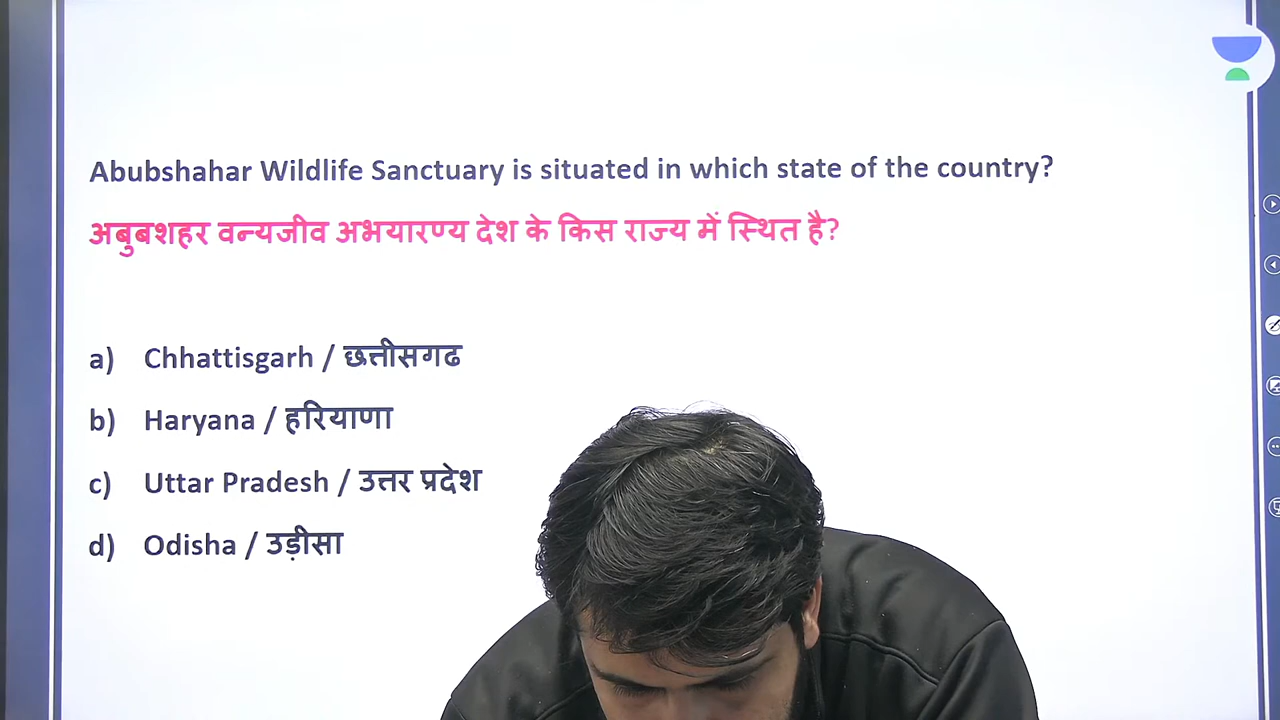 Abubshahar Wildlife Sanctuary is situated in which state of the country?
अबुबशहर वन्यजीव अभयारण्य देश के किस राज्य में स्थित है?
a) Chhattisgarh / छत्तीसगढ
b) Haryana / हरियाणा
c) Uttar Pradesh / उत्तर प्रदेश
d) Odisha / उड़ीसा